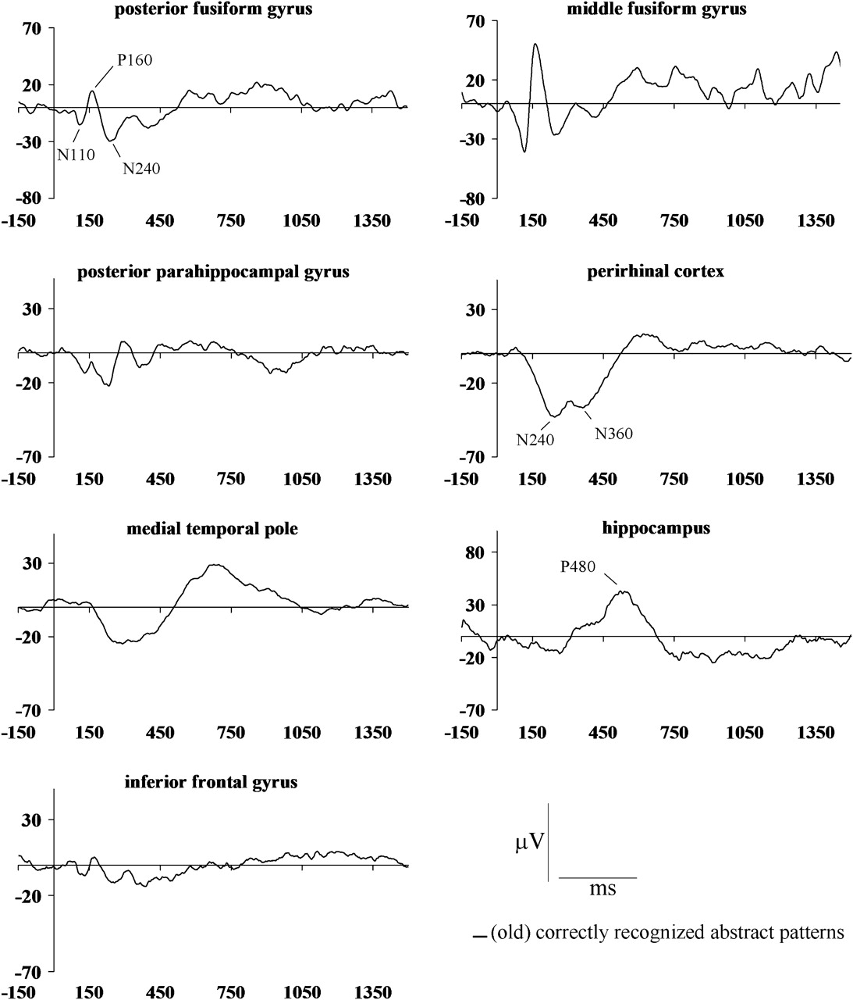 posterior fusiform gyrus
70
20
-30
-80
P160
N110
N240
-150 150 450 750 1050 1350
middle fusiform gyrus
70
20
-30
-80
-150 150 450 750 1050 1350
posterior parahippocampal gyrus
30
-20
-70
-150 150 450 750 1050 1350
perirhinal cortex
30
-20
-70
N240
N360
-150 150 450 750 1050 1350
medial temporal pole
30
-20
-70
-150 150 450 750 1050 1350
hippocampus
80
30
-20
-70
P480
-150 150 450 750 1050 1350
inferior frontal gyrus
30
-20
-70
-150 150 450 750 1050 1350
µV
ms
(old) correctly recognized abstract patterns